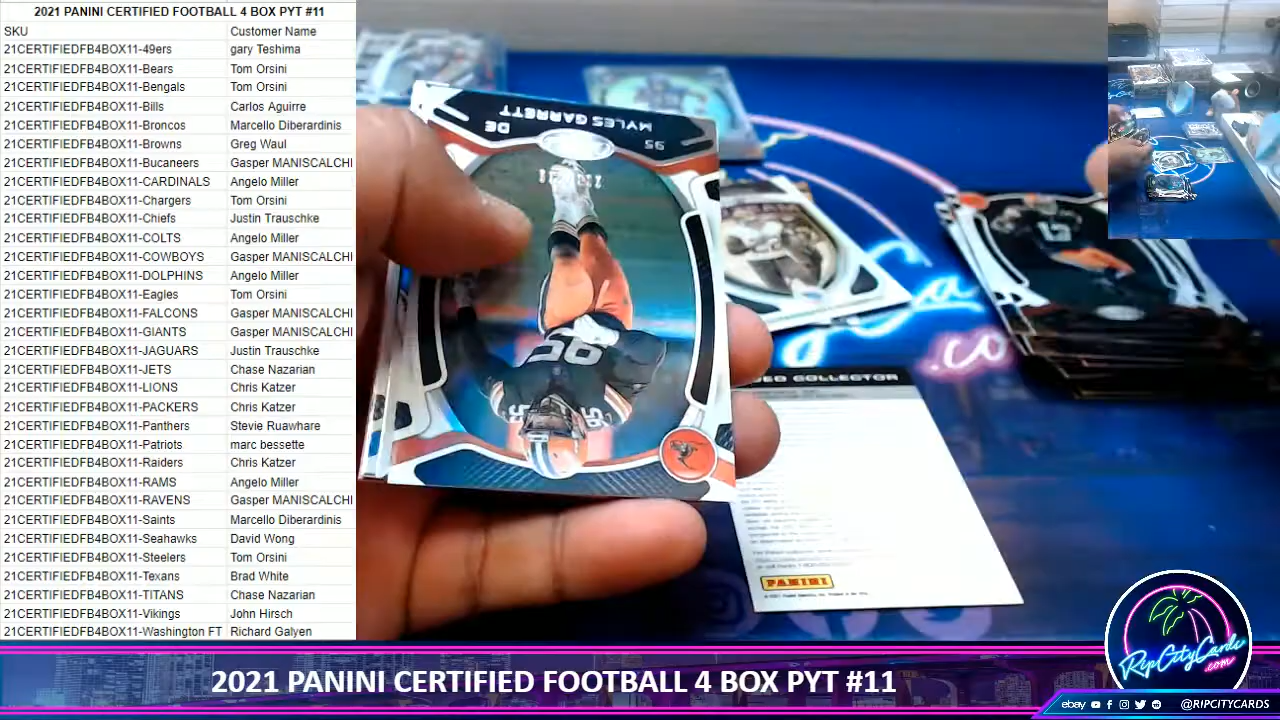 2021 PANINI CERTIFIED FOOTBALL 4 BOX PYT #11
SKU Customer Name
21CERTIFIEDFB4BOX11-49ers gary Teshima
21CERTIFIEDFB4BOX11-Bears Tom Orsini
21CERTIFIEDFB4BOX11-Bengals Tom Orsini
21CERTIFIEDFB4BOX11-Bills Carlos Aguirre
21CERTIFIEDFB4BOX11-Broncos Marcello Diberardinis
21CERTIFIEDFB4BOX11-Browns Greg Waul
21CERTIFIEDFB4BOX11-Bucaneers Gasper MANISCALCHI
21CERTIFIEDFB4BOX11-CARDINALS Angelo Miller
21CERTIFIEDFB4BOX11-Chargers Tom Orsini
21CERTIFIEDFB4BOX11-Chiefs Justin Trauschke
21CERTIFIEDFB4BOX11-COLTS Angelo Miller
21CERTIFIEDFB4BOX11-COWBOYS Gasper MANISCALCHI
21CERTIFIEDFB4BOX11-DOLPHINS Angelo Miller
21CERTIFIEDFB4BOX11-Eagles Tom Orsini
21CERTIFIEDFB4BOX11-FALCONS Gasper MANISCALCHI
21CERTIFIEDFB4BOX11-GIANTS Gasper MANISCALCHI
21CERTIFIEDFB4BOX11-JAGUARS Justin Trauschke
21CERTIFIEDFB4BOX11-JETS Chase Nazarian
21CERTIFIEDFB4BOX11-LIONS Chris Katzer
21CERTIFIEDFB4BOX11-PACKERS Chris Katzer
21CERTIFIEDFB4BOX11-Panthers Stevie Ruawhare
21CERTIFIEDFB4BOX11-Patriots marc bessette
21CERTIFIEDFB4BOX11-Raiders Chris Katzer
21CERTIFIEDFB4BOX11-RAMS Angelo Miller
21CERTIFIEDFB4BOX11-RAVENS Gasper MANISCALCHI
21CERTIFIEDFB4BOX11-Saints Marcello Diberardinis
21CERTIFIEDFB4BOX11-Seahawks David Wong
21CERTIFIEDFB4BOX11-Steelers Tom Orsini
21CERTIFIEDFB4BOX11-Texans Brad White
21CERTIFIEDFB4BOX11-TITANS Chase Nazarian
21CERTIFIEDFB4BOX11-Vikings John Hirsch
21CERTIFIEDFB4BOX11-Washington FT Richard Galyen
95 MYLES GARRETT DE
95
COLLECTOR
PANINI
RipCityCards
.com
2021 PANINI CERTIFIED FOOTBALL 4 BOX PYT #11
ebay @RIPCITYCARDS